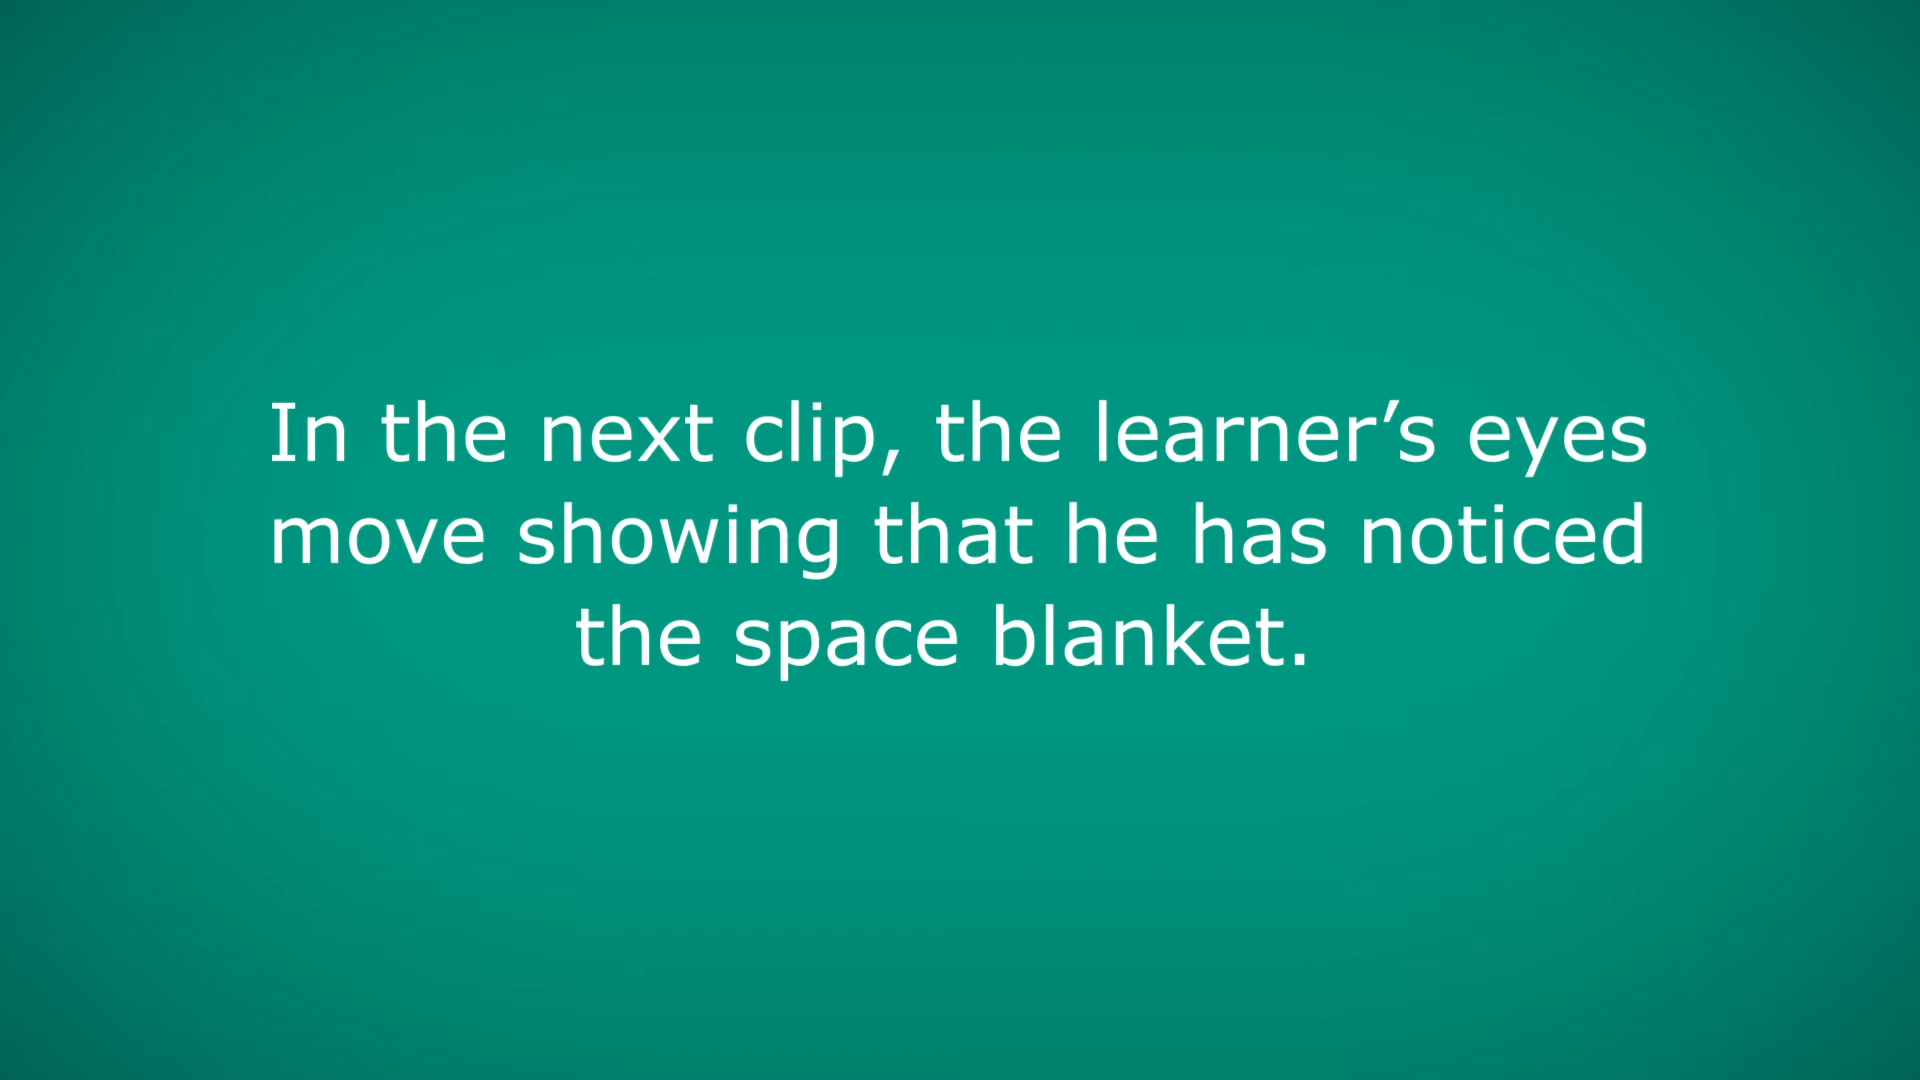 In the next clip, the learner’s eyes
move showing that he has noticed
the space blanket.